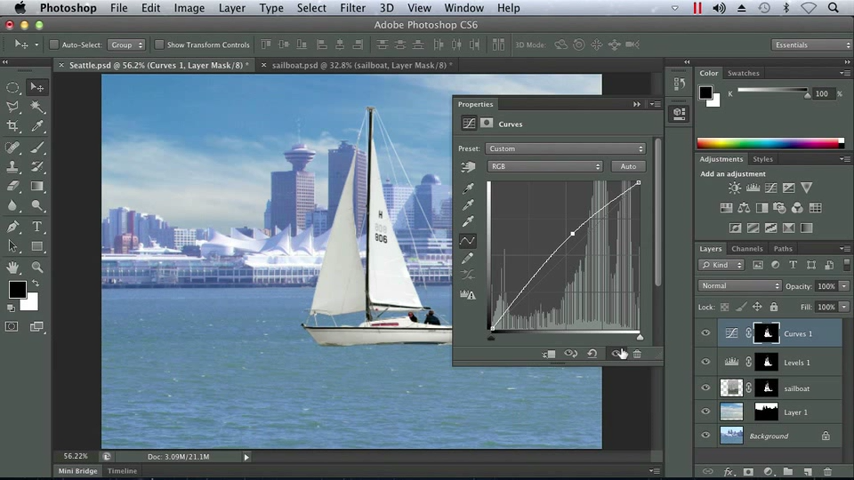 Photoshop File Edit Image Layer Type Select Filter 3D View Window Help
Adobe Photoshop CS6
Auto-Select: Group Show Transform Controls 3D Mode: Essentials
Seattle.psd @ 56.2% (Curves 1, Layer Mask/8) * sailboat.psd @ 32.8% (sailboat, Layer Mask/8) *
Properties
Curves
Preset: Custom
RGB Auto
Color Swatches
K 100 %
Adjustments Styles
Add an adjustment
Layers Channels Paths
Kind
Normal Opacity: 100%
Lock: Fill: 100%
Curves 1
Levels 1
sailboat
Layer 1
Background
H
806
56.22% Doc: 3.09M/21.1M
Mini Bridge Timeline
fx